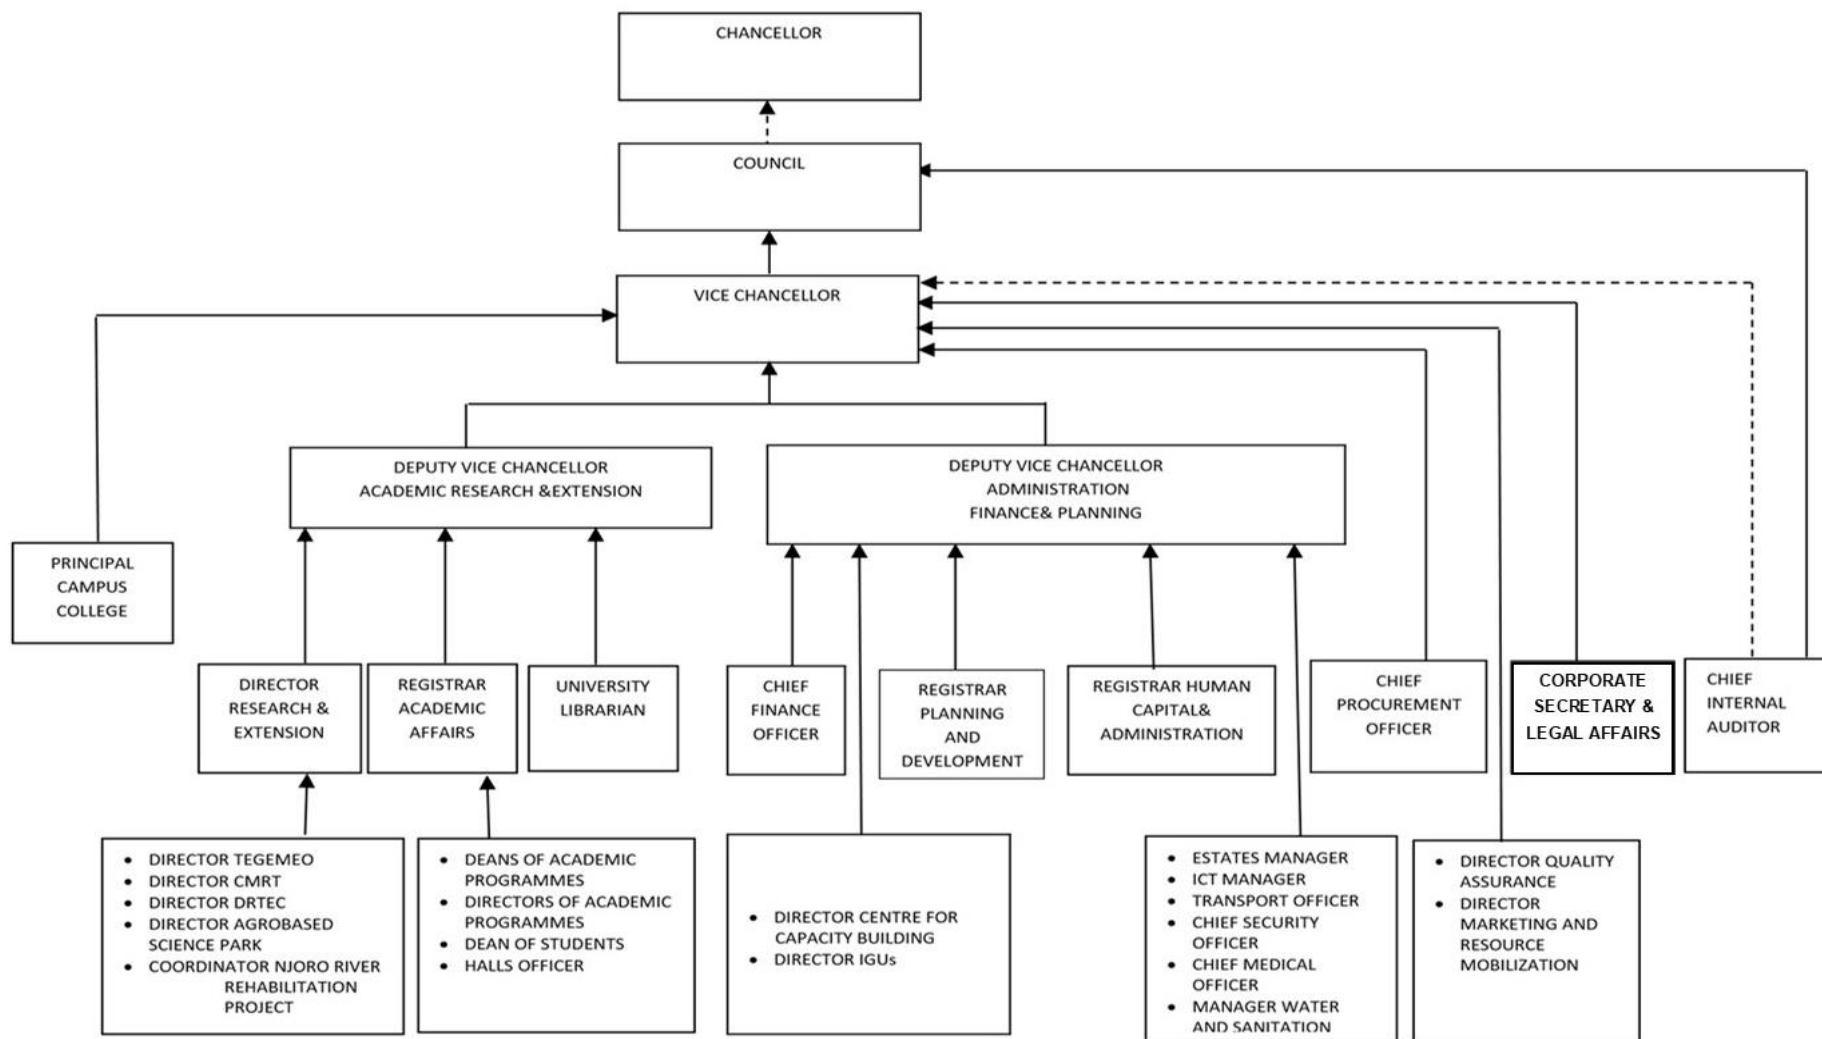 CHANCELLOR
COUNCIL
VICE CHANCELLOR
DEPUTY VICE CHANCELLOR
ACADEMIC RESEARCH &EXTENSION
DEPUTY VICE CHANCELLOR
ADMINISTRATION
FINANCE& PLANNING
PRINCIPAL
CAMPUS
COLLEGE
DIRECTOR
RESEARCH &
EXTENSION
REGISTRAR
ACADEMIC
AFFAIRS
UNIVERSITY
LIBRARIAN
CHIEF
FINANCE
OFFICER
REGISTRAR
PLANNING
AND
DEVELOPMENT
REGISTRAR HUMAN
CAPITAL&
ADMINISTRATION
CHIEF
PROCUREMENT
OFFICER
CORPORATE
SECRETARY &
LEGAL AFFAIRS
CHIEF
INTERNAL
AUDITOR
• DIRECTOR TEGEMEO
• DIRECTOR CMRT
• DIRECTOR DRTEC
• DIRECTOR AGROBASED
SCIENCE PARK
• COORDINATOR NJORO RIVER
REHABILITATION
PROJECT
• DEANS OF ACADEMIC
PROGRAMMES
• DIRECTORS OF ACADEMIC
PROGRAMMES
• DEAN OF STUDENTS
• HALLS OFFICER
• DIRECTOR CENTRE FOR
CAPACITY BUILDING
• DIRECTOR IGUs
• ESTATES MANAGER
• ICT MANAGER
• TRANSPORT OFFICER
• CHIEF SECURITY
OFFICER
• CHIEF MEDICAL
OFFICER
• MANAGER WATER
AND SANITATION
• DIRECTOR QUALITY
ASSURANCE
• DIRECTOR
MARKETING AND
RESOURCE
MOBILIZATION